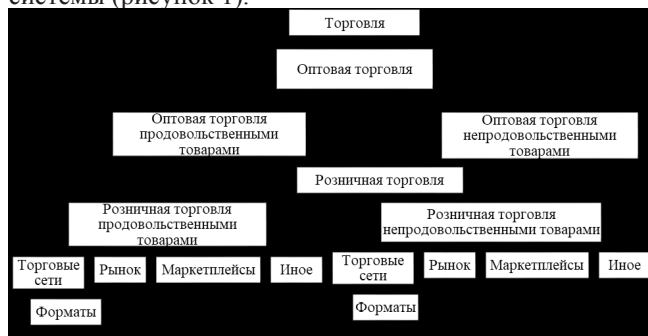 системы (рисунок 1).
Торговля
Оптовая торговля
Оптовая торговля
продовольственными
товарами
Оптовая торговля
непродовольственными
товарами
Розничная торговля
Розничная торговля
продовольственными
товарами
Розничная торговля
непродовольственными товарами
Торговые
сети
Рынок
Маркетплейсы
Иное
Торговые
сети
Рынок
Маркетплейсы
Иное
Форматы
Форматы